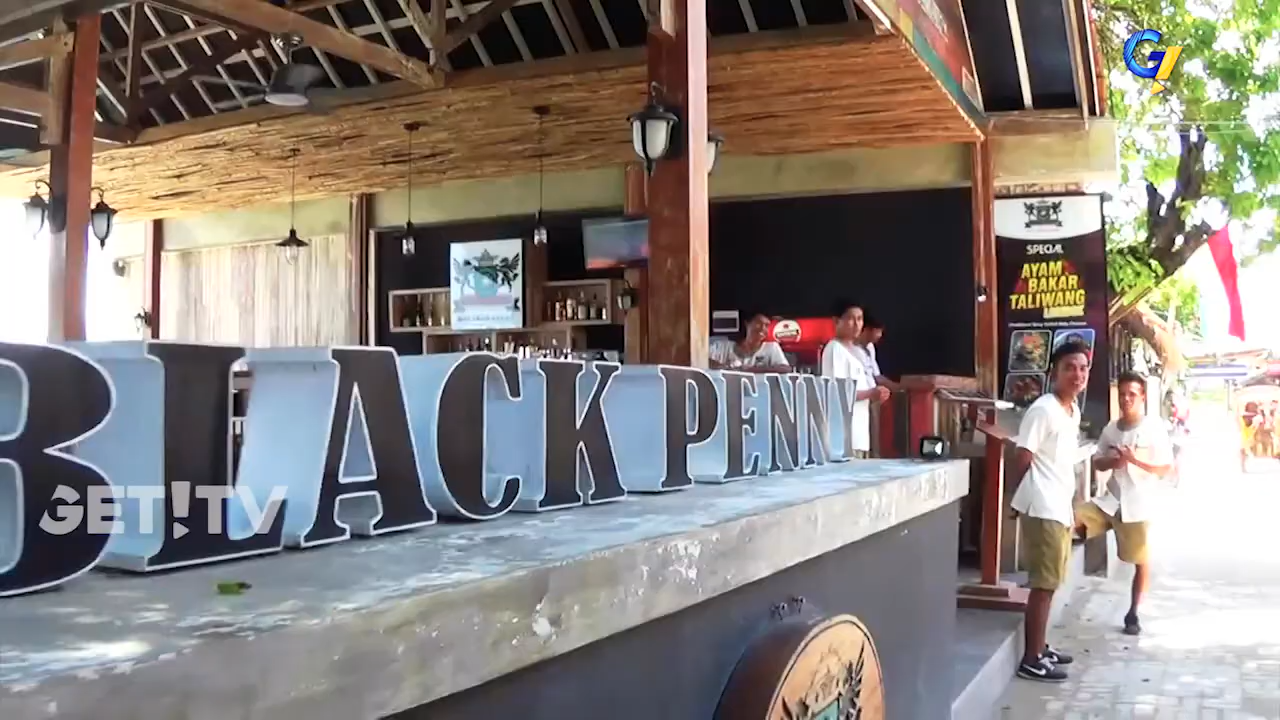 SPECIAL
AYAM
BAKAR
TALIWANG
BLACK PENNY
GET!TV